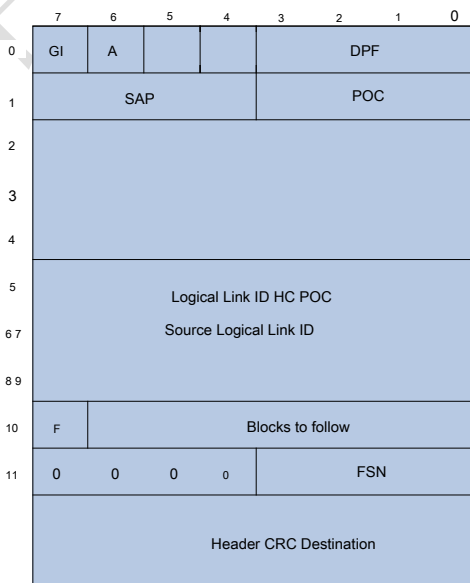 7 6 5 4 3 2 1 0
0 GI A DPF
1 SAP POC
2
3
4
5 Logical Link ID HC POC
6 7 Source Logical Link ID
8 9
10 F Blocks to follow
11 0 0 0 0 FSN
Header CRC Destination